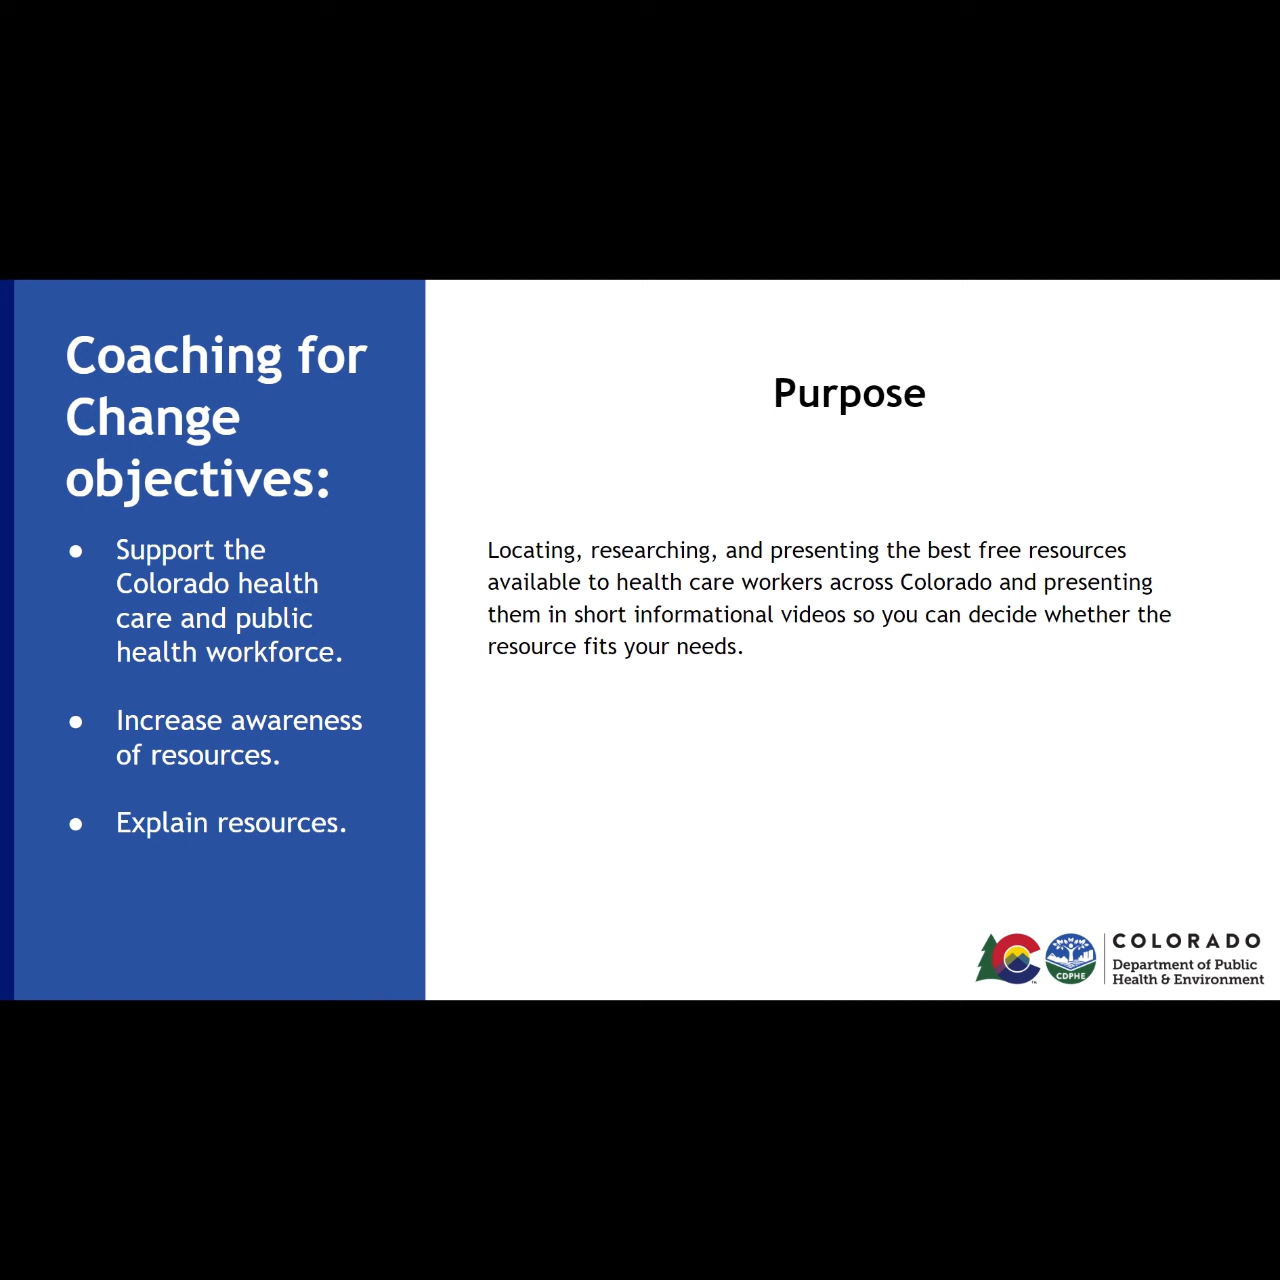 Coaching for
Change
objectives:
● Support the
Colorado health
care and public
health workforce.
● Increase awareness
of resources.
● Explain resources.
Purpose
Locating, researching, and presenting the best free resources
available to health care workers across Colorado and presenting
them in short informational videos so you can decide whether the
resource fits your needs.
CDPHE
COLORADO
Department of Public
Health & Environment